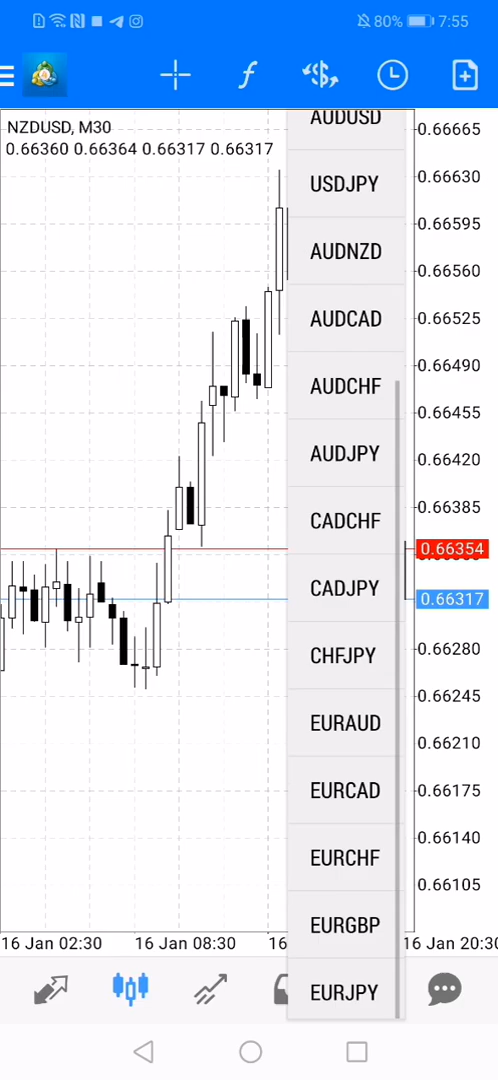 80% 7:55
NZDUSD, M30
0.66360 0.66364 0.66317 0.66317
AUDUSD
USDJPY
AUDNZD
AUDCAD
AUDCHF
AUDJPY
CADCHF
CADJPY
CHFJPY
EURAUD
EURCAD
EURCHF
EURGBP
EURJPY
0.66665
0.66630
0.66595
0.66560
0.66525
0.66490
0.66455
0.66420
0.66385
0.66354
0.66317
0.66280
0.66245
0.66210
0.66175
0.66140
0.66105
16 Jan 02:30 16 Jan 08:30 16 16 Jan 20:30